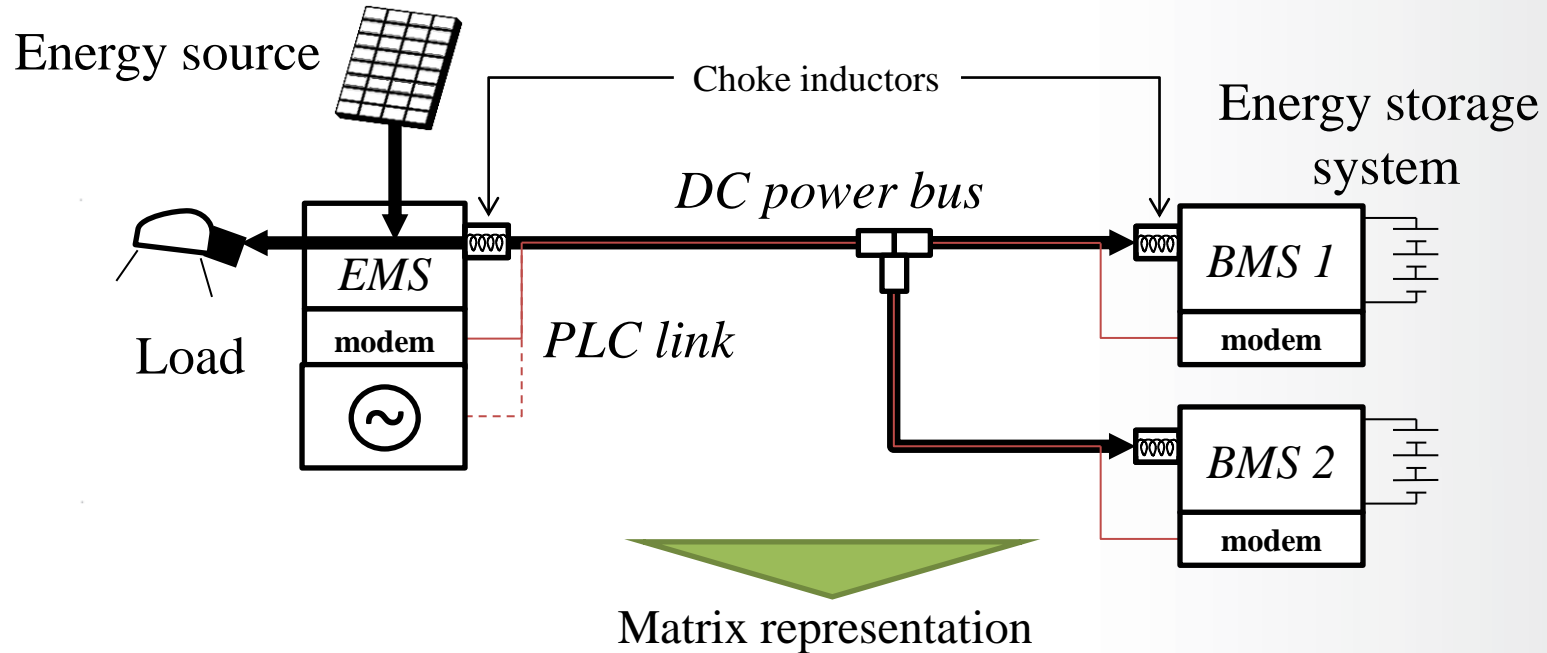 Energy source
Choke inductors
Energy storage
system
DC power bus
EMS
BMS 1
Load
modem
PLC link
modem
~
BMS 2
modem
Matrix representation